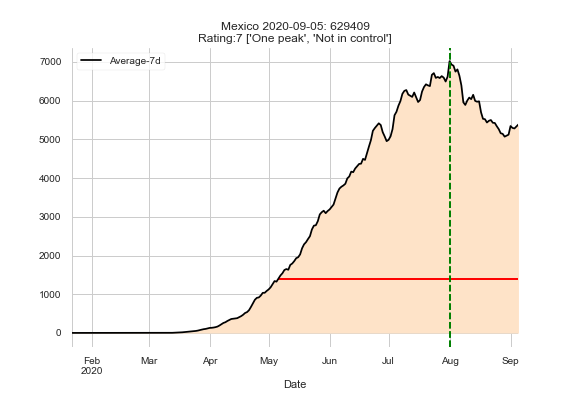 Mexico 2020-09-05: 629409
Rating:7 ['One peak', 'Not in control']
Average-7d
7000
6000
5000
4000
3000
2000
1000
0
Feb Mar Apr May Jun Jul Aug Sep
2020
Date